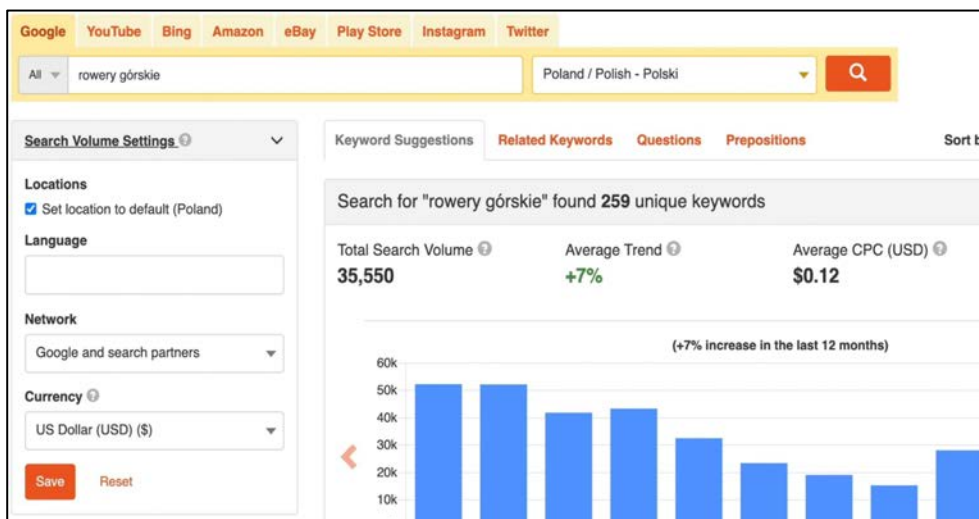 Google YouTube Bing Amazon eBay Play Store Instagram Twitter
All rowery górskie Poland / Polish - Polski
Search Volume Settings
Locations
Set location to default (Poland)
Language
Network
Google and search partners
Currency
US Dollar (USD) ($)
Save Reset
Keyword Suggestions Related Keywords Questions Prepositions Sort
Search for "rowery górskie" found 259 unique keywords
Total Search Volume Average Trend Average CPC (USD)
35,550 +7% $0.12
(+7% increase in the last 12 months)
60k
50k
40k
30k
20k
10k